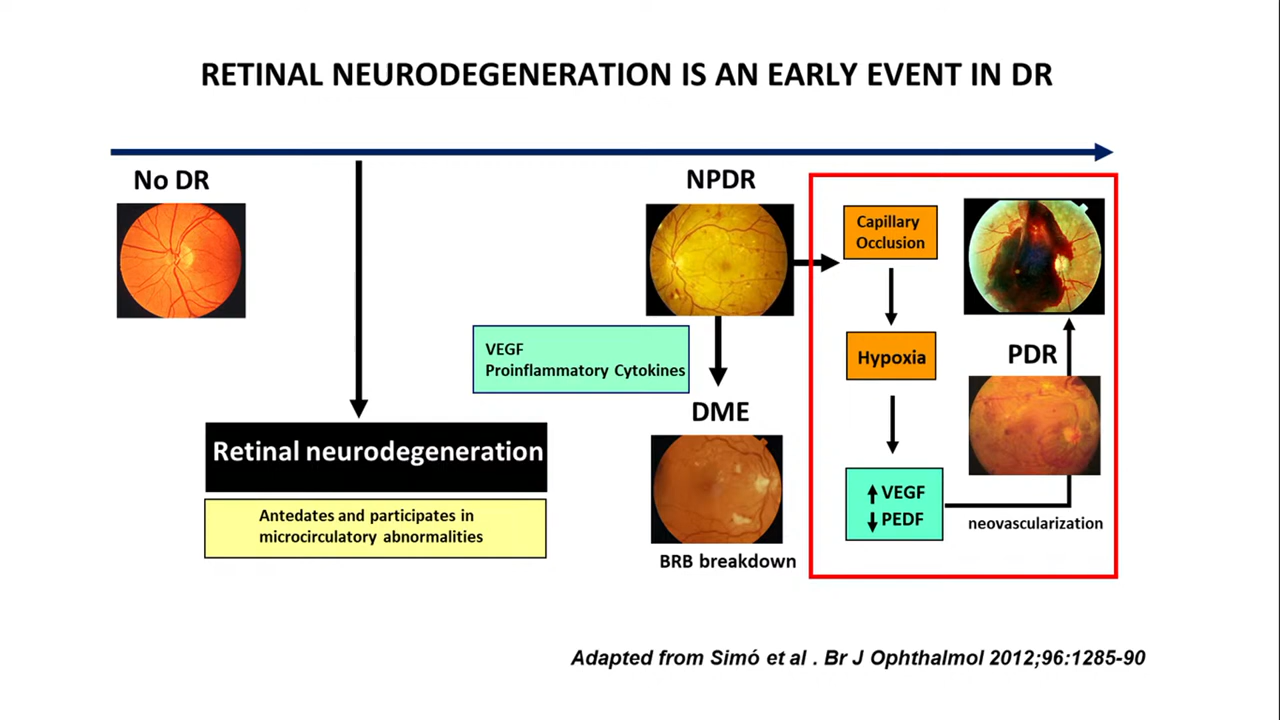 RETINAL NEURODEGENERATION IS AN EARLY EVENT IN DR
No DR
Retinal neurodegeneration
Antedates and participates in
microcirculatory abnormalities
NPDR
VEGF
Proinflammatory Cytokines
DME
BRB breakdown
Capillary
Occlusion
Hypoxia
↑ VEGF
↓ PEDF
PDR
neovascularization
Adapted from Simó et al . Br J Ophthalmol 2012;96:1285-90